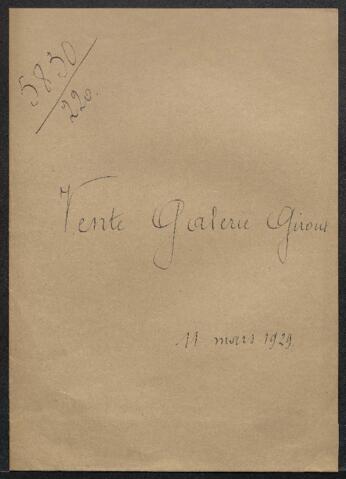 5830/220.
Vente Galerie Giroux
11 mars 1929